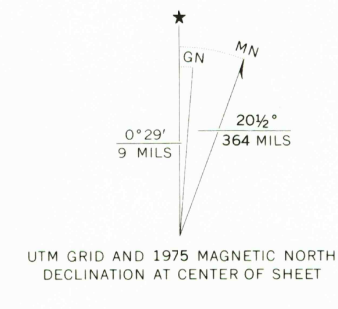 ★
MN
GN
0°29′
9 MILS
20½°
364 MILS
UTM GRID AND 1975 MAGNETIC NORTH
DECLINATION AT CENTER OF SHEET